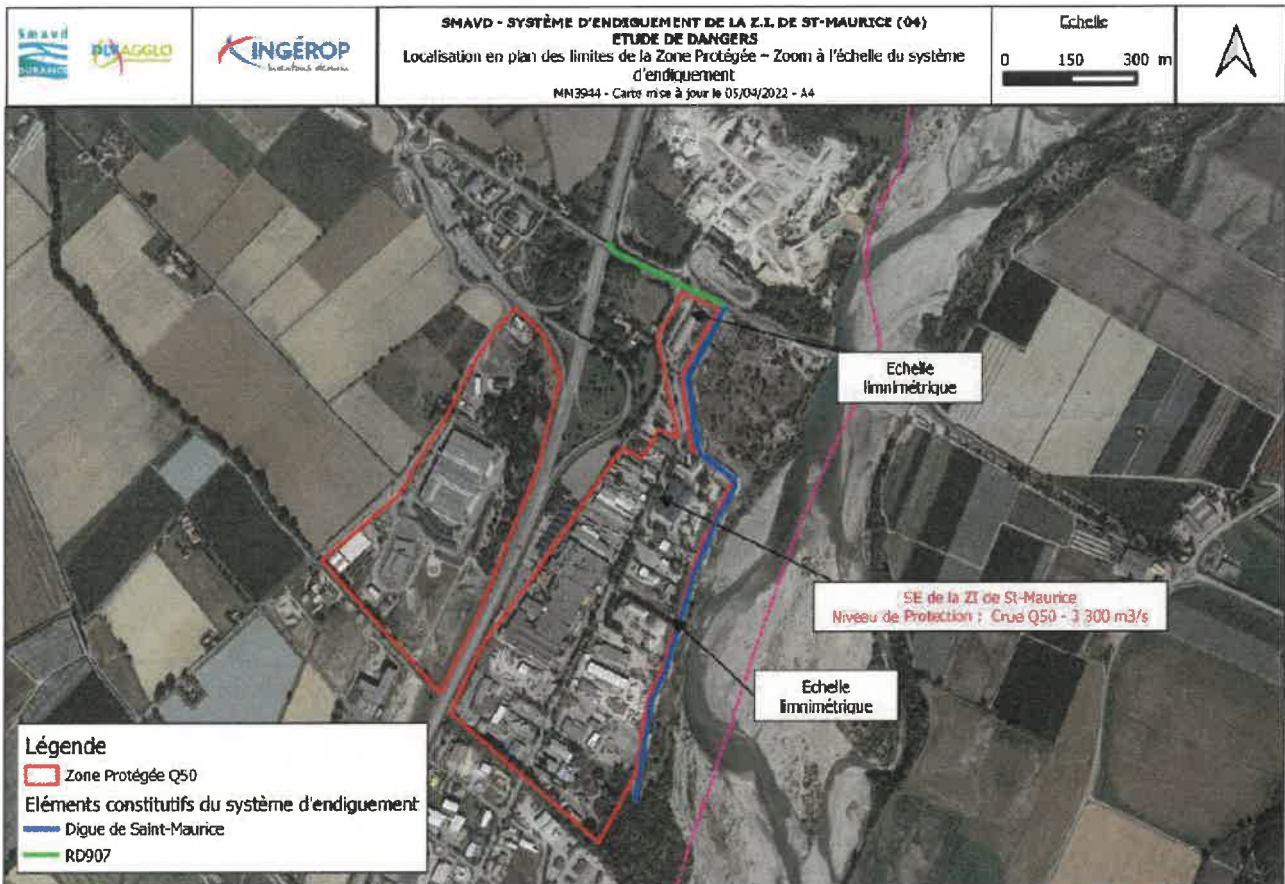 smavd
DURANCE
DLVAGGLO
INGÉROP
SMAVD - SYSTÈME D'ENDIGUEMENT DE LA Z.I. DE ST-MAURICE (04)
ETUDE DE DANGERS
Localisation en plan des limites de la Zone Protégée – Zoom à l'échelle du système
d'endiguement
MN3944 - Carte mise à jour le 05/04/2022 - A4
Echelle
0 150 300 m
Echelle
limnimétrique
SE de la ZI de St-Maurice
Niveau de Protection : Crue Q50 - 3 300 m3/s
Echelle
limnimétrique
Légende
Zone Protégée Q50
Eléments constitutifs du système d'endiguement
Digue de Saint-Maurice
RD907